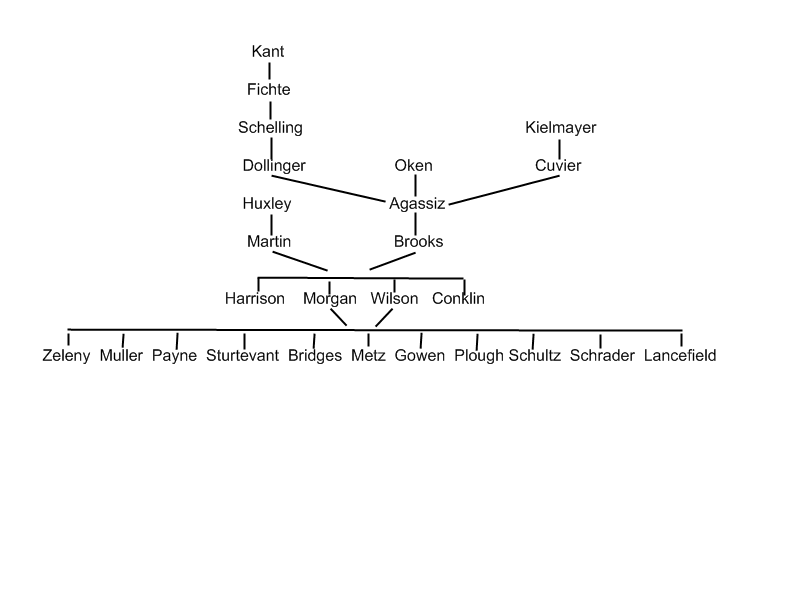 Kant
Fichte
Schelling Kielmayer
Dollinger Oken Cuvier
Huxley Agassiz
Martin Brooks
Harrison Morgan Wilson Conklin
Zeleny Muller Payne Sturtevant Bridges Metz Gowen Plough Schultz Schrader Lancefield